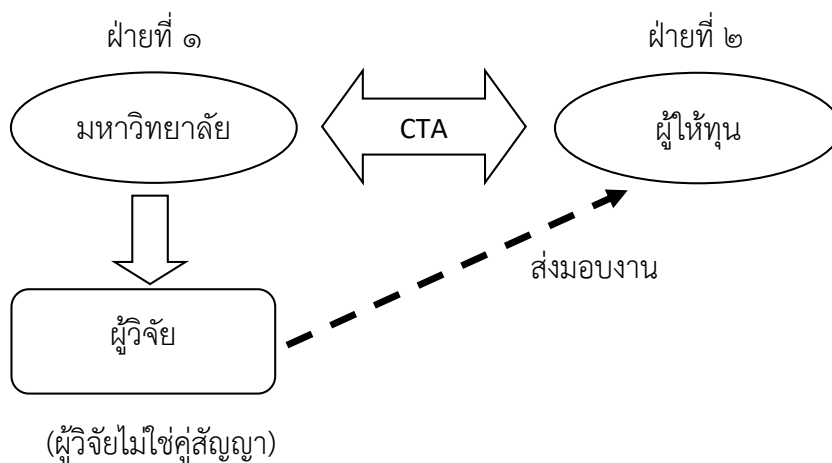 ฝ่ายที่ ๑
ฝ่ายที่ ๒
มหาวิทยาลัย
CTA
ผู้ให้ทุน
ส่งมอบงาน
ผู้วิจัย
(ผู้วิจัยไม่ใช่คู่สัญญา)